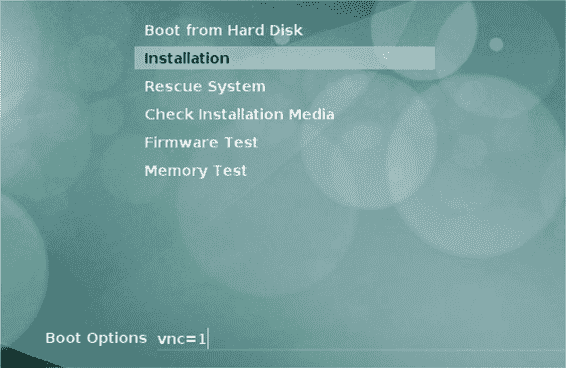 Boot from Hard Disk
Installation
Rescue System
Check Installation Media
Firmware Test
Memory Test
Boot Options vnc=1